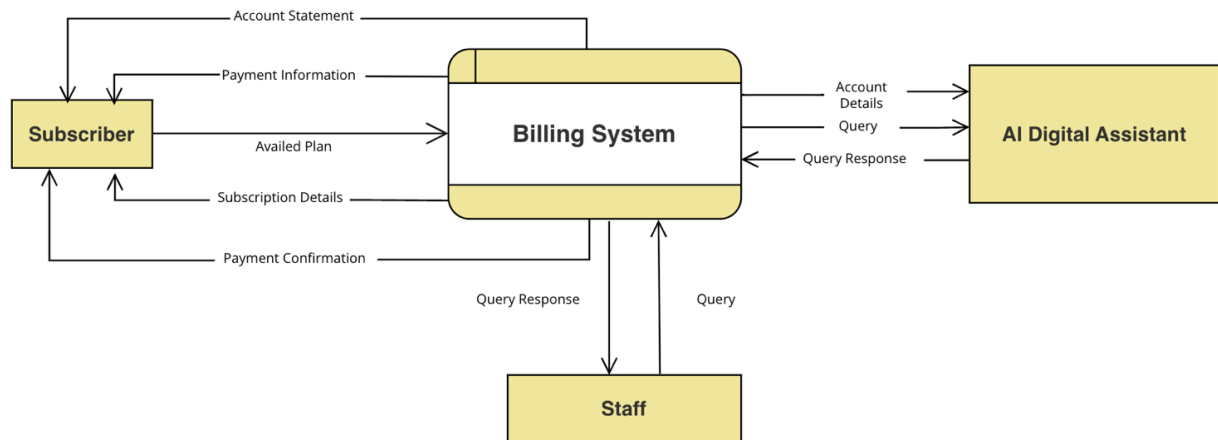 Account Statement
Payment Information
Subscriber
Availed Plan
Subscription Details
Payment Confirmation
Billing System
Account
Details
Query
Query Response
AI Digital Assistant
Query Response
Query
Staff